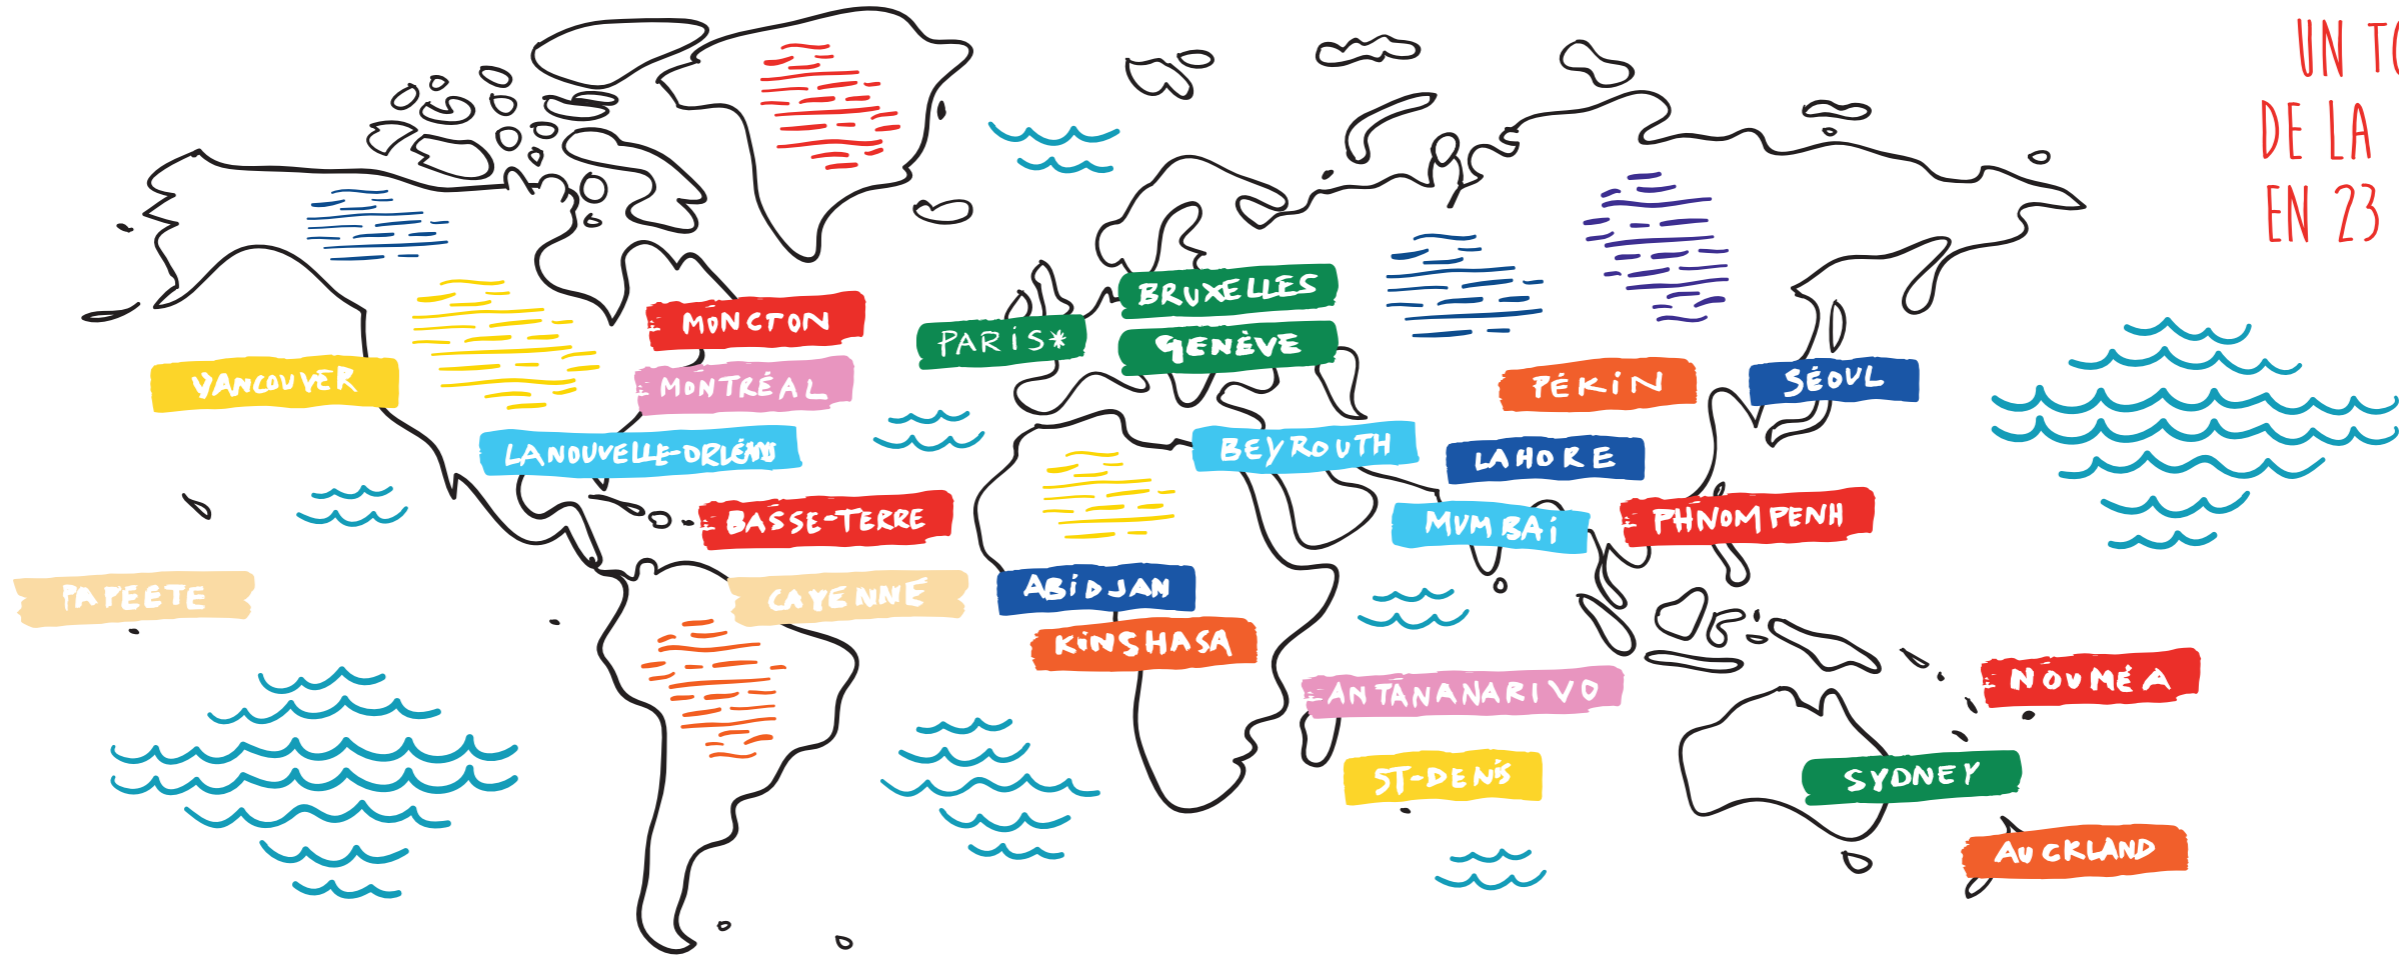 UN TO
DE LA
EN 23
BRUXELLES
MONCTON
PARIS*
GENÈVE
VANCOUVER
MONTRÉAL
PÉKIN
SÉOUL
LA NOUVELLE-ORLÉANS
BEYROUTH
LAHORE
BASSE-TERRE
MUMBAI
PHNOM PENH
PAPEETE
CAYENNE
ABIDJAN
KINSHASA
ANTANANARIVO
NOUMÉA
ST-DENIS
SYDNEY
AUCKLAND